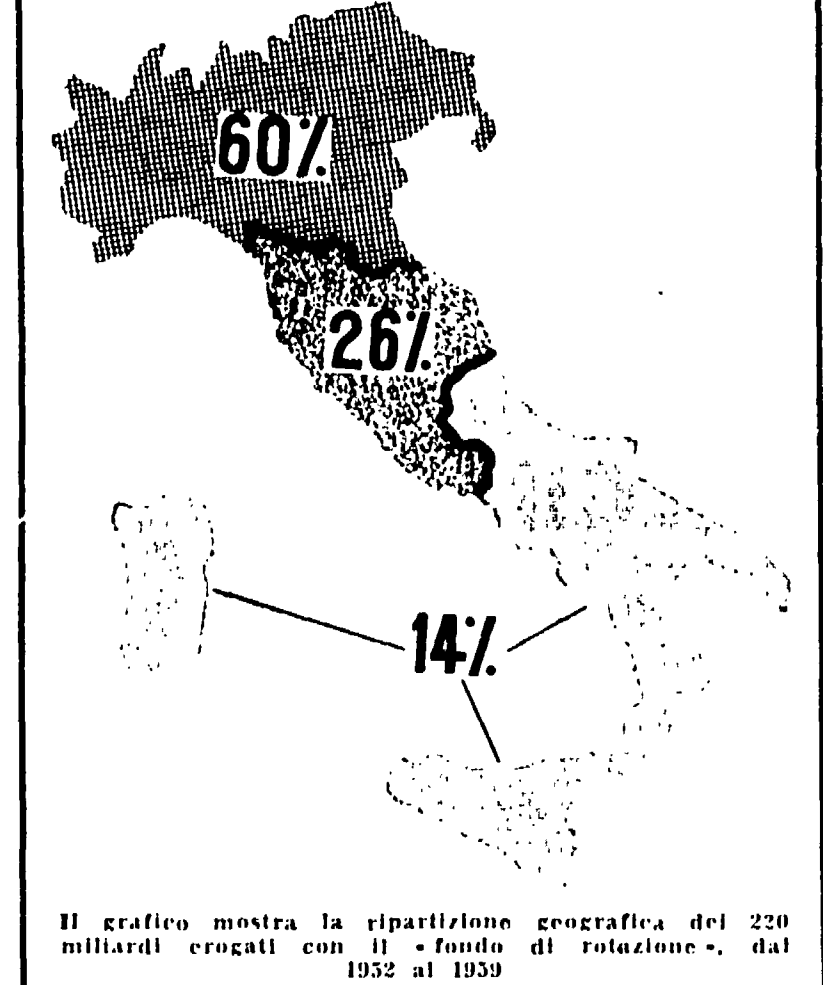 60%
26%
14%
Il grafico mostra la ripartizione geografica dei 220
miliardi erogati con il «fondo di rotazione», dal
1952 al 1959